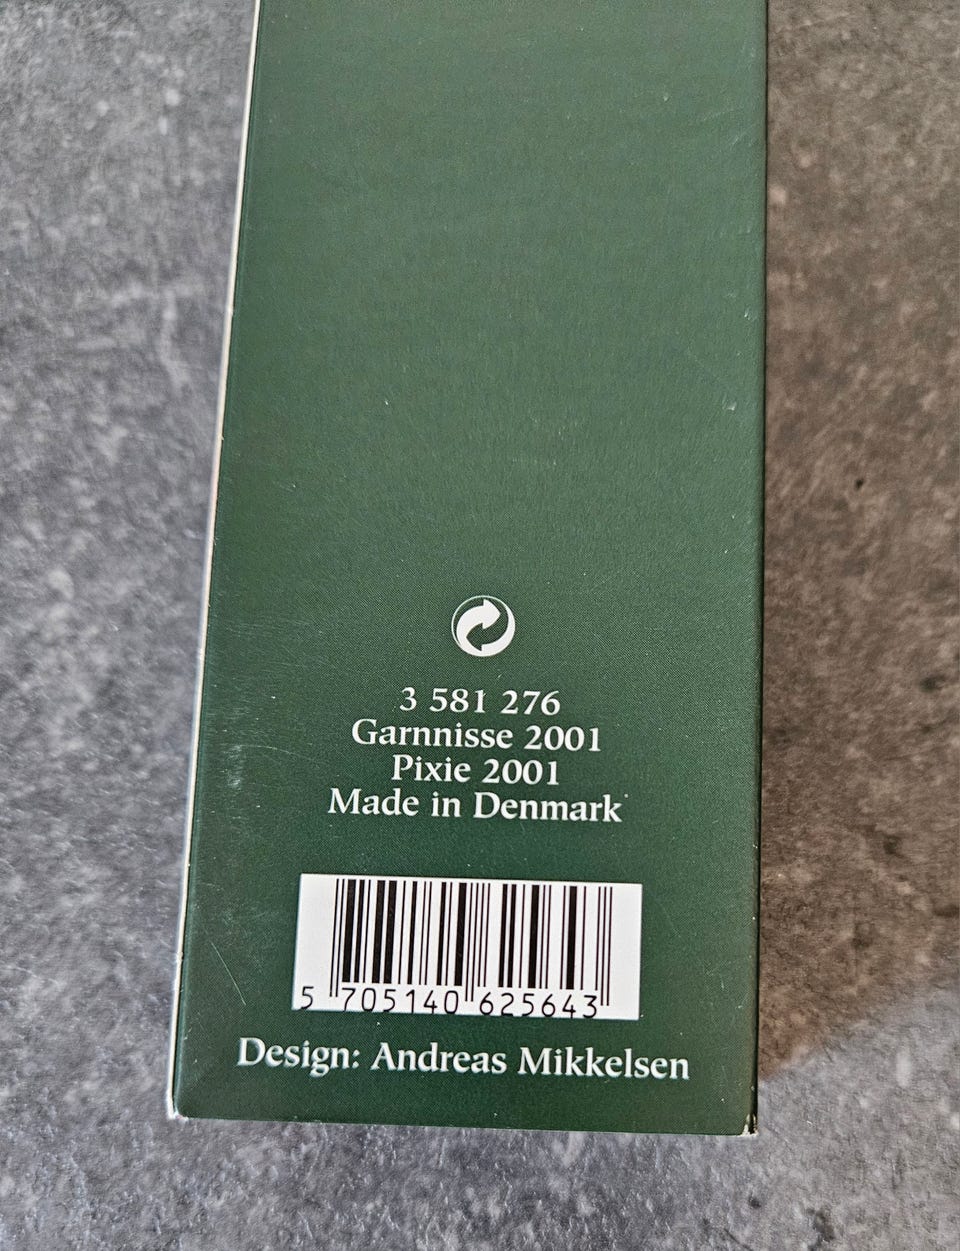 3 581 276
Garnnisse 2001
Pixie 2001
Made in Denmark
5 705140 625643
Design: Andreas Mikkelsen